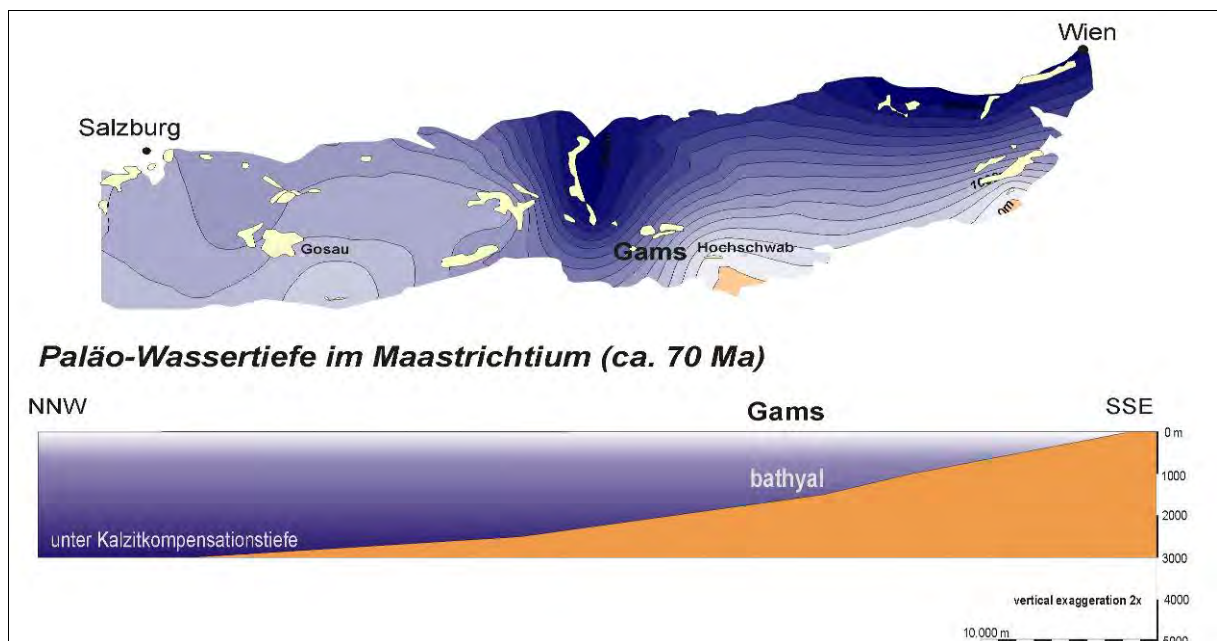 Wien
Salzburg
Gosau
Gams
Hochschwab
Paläo-Wassertiefe im Maastrichtium (ca. 70 Ma)
NNW
Gams
SSE
0 m
bathyal
1000
2000
unter Kalzitkompensationstiefe
3000
vertical exaggeration 2x
4000
10.000 m
5000